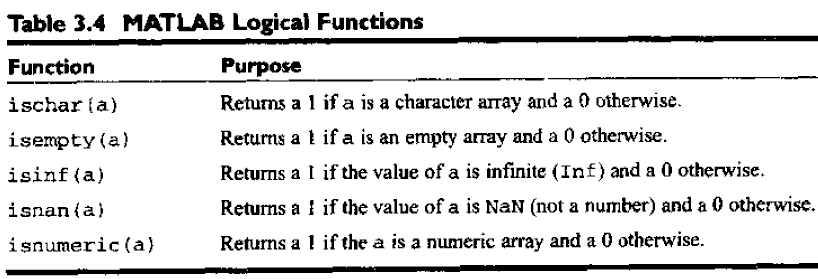 Table 3.4 MATLAB Logical Functions
Function Purpose
ischar(a) Returns a 1 if a is a character array and a 0 otherwise.
isempty(a) Returns a 1 if a is an empty array and a 0 otherwise.
isinf(a) Returns a 1 if the value of a is infinite (Inf) and a 0 otherwise.
isnan(a) Returns a 1 if the value of a is NaN (not a number) and a 0 otherwise.
isnumeric(a) Returns a 1 if the a is a numeric array and a 0 otherwise.